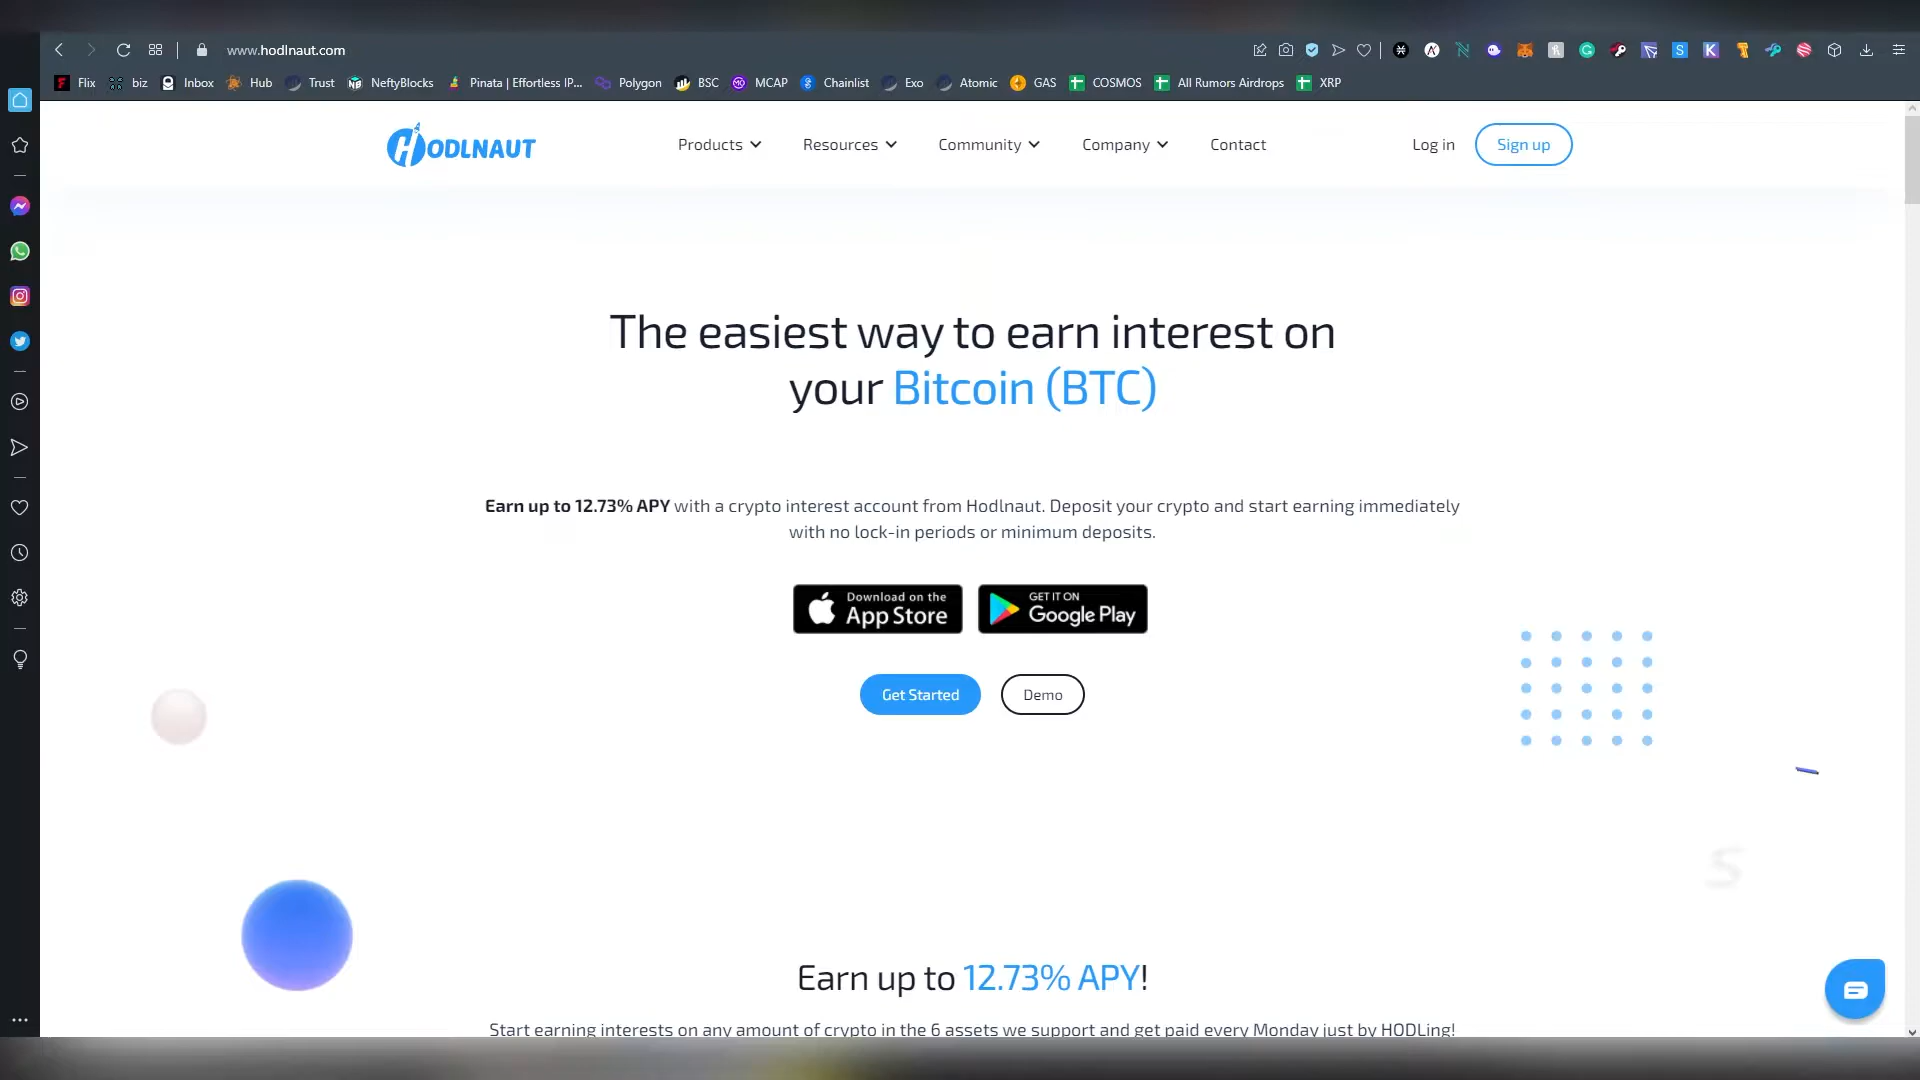 www.hodlnaut.com
Flix biz Inbox Hub Trust NeftyBlocks Pinata | Effortless IP... Polygon BSC MCAP Chainlist Exo Atomic GAS COSMOS All Rumors Airdrops XRP
HODLNAUT Products Resources Community Company Contact Log in Sign up
The easiest way to earn interest on
your Bitcoin (BTC)
Earn up to 12.73% APY with a crypto interest account from Hodlnaut. Deposit your crypto and start earning immediately
with no lock-in periods or minimum deposits.
Download on the
App Store
GET IT ON
Google Play
Get Started Demo
S
Earn up to 12.73% APY!
Start earning interests on any amount of crypto in the 6 assets we support and get paid every Monday just by HODLing!